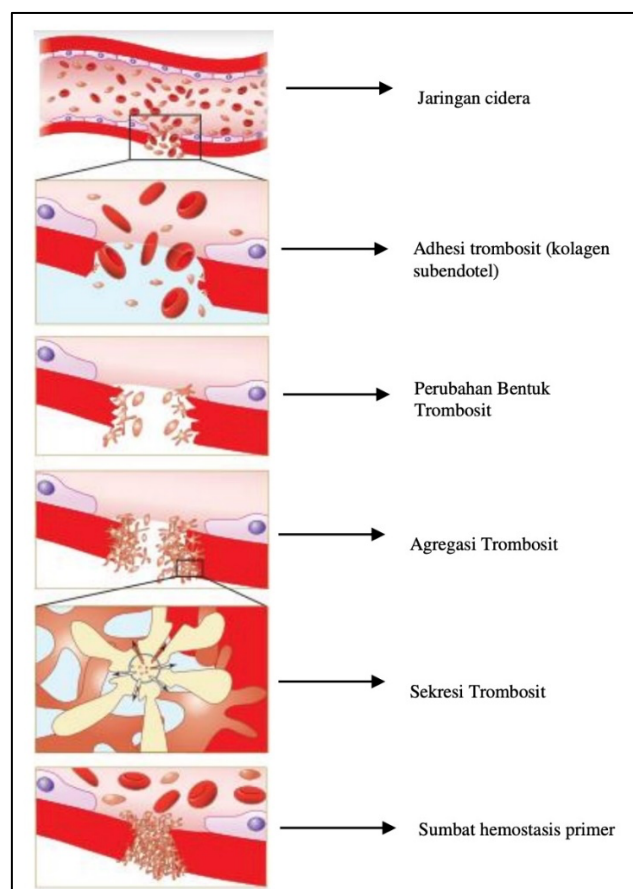 Jaringan cidera
Adhesi trombosit (kolagen
subendotel)
Perubahan Bentuk
Trombosit
Agregasi Trombosit
Sekresi Trombosit
Sumbat hemostasis primer